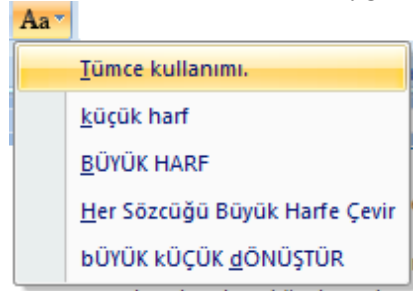 Aa
Tümce kullanımı.
küçük harf
BÜYÜK HARF
Her Sözcüğü Büyük Harfe Çevir
bÜYÜK kÜÇÜK dÖNÜŞTÜR